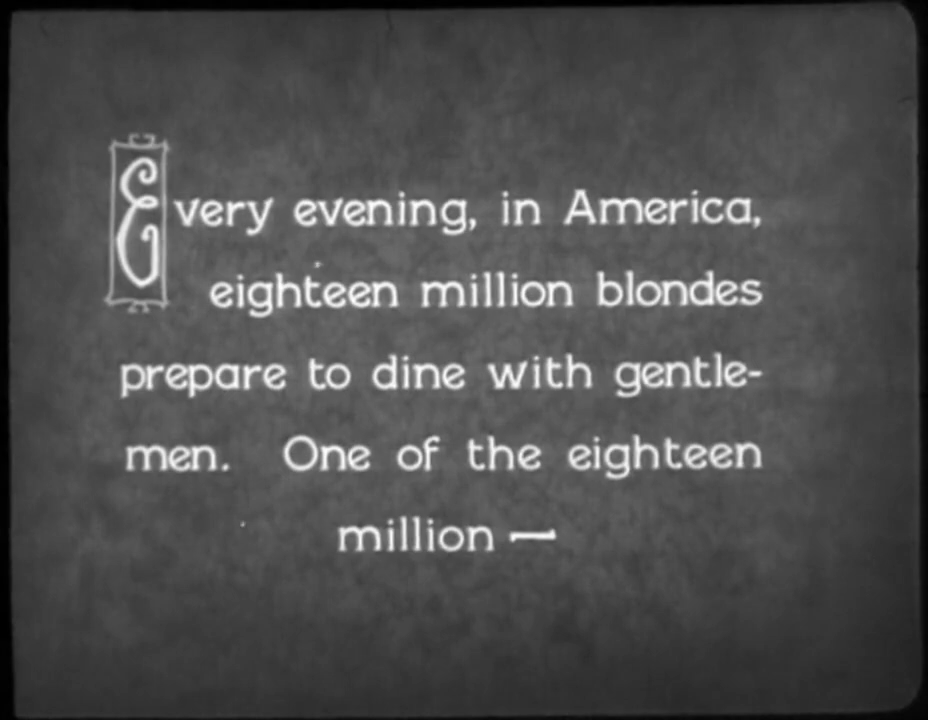 Every evening, in America,
eighteen million blondes
prepare to dine with gentle-
men. One of the eighteen
million —